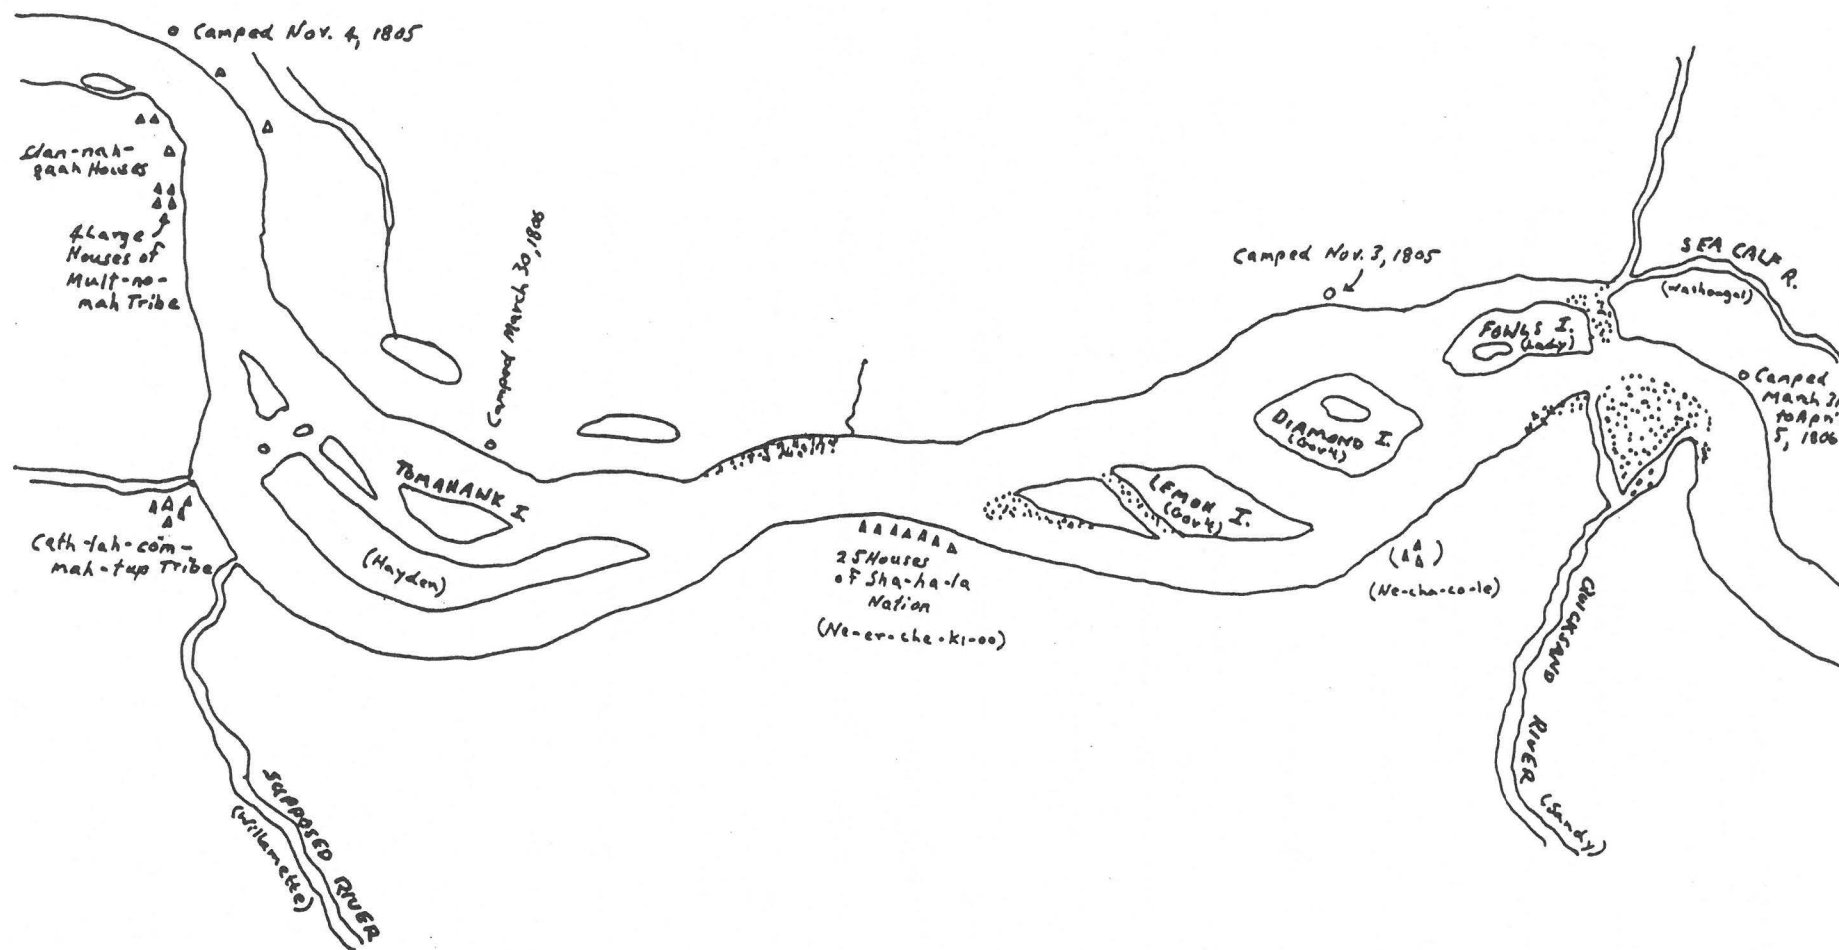 Camped Nov. 4, 1805
Clan-nah-
qaah Houses
4 Large
Houses of
Mult-no-
mah Tribe
Camped March 30, 1806
Camped Nov. 3, 1805
SEA CALF R.
(Washougal)
FOWLS I.
(Lady)
Camped
March 31
to Apri
5, 1806
DIAMOND I.
(Gov't)
LEMON I.
(Gov't)
TOMAHAWK I.
(Hayden)
Cath-lah-com-
mah-tup Tribe
25 Houses
of Sha-ha-la
Nation
(Ne-er-che-ki-oo)
(Ne-cha-co-le)
QUICKSAND RIVER (Sandy)
SUPPOSED RIVER
(Willamette)